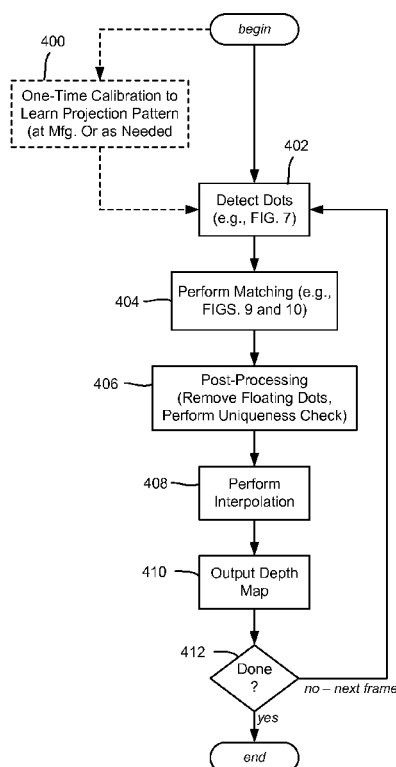 begin
400
One-Time Calibration to
Learn Projection Pattern
(at Mfg. Or as Needed
402
Detect Dots
(e.g., FIG. 7)
404
Perform Matching (e.g.,
FIGS. 9 and 10)
406
Post-Processing
(Remove Floating Dots,
Perform Uniqueness Check)
408
Perform
Interpolation
410
Output Depth
Map
412
Done
?
no – next frame
yes
end